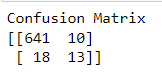 Confusion Matrix
[[641  10]
 [ 18  13]]